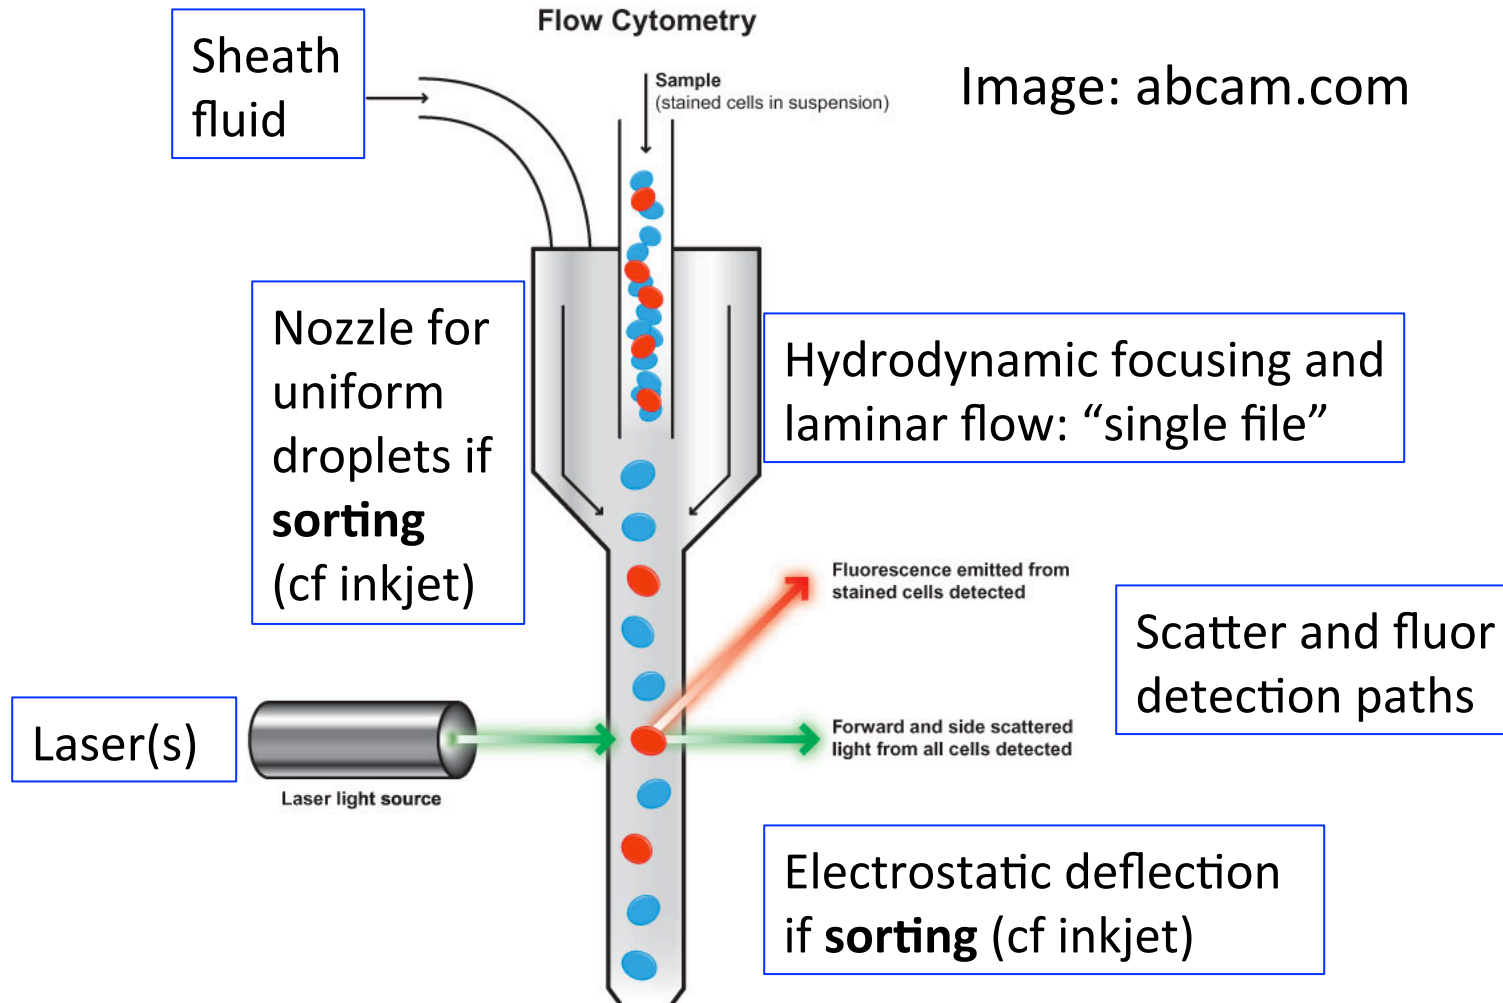 Flow Cytometry
Sheath
fluid
Sample
(stained cells in suspension)
Image: abcam.com
Nozzle for
uniform
droplets if
sorting
(cf inkjet)
Hydrodynamic focusing and
laminar flow: “single file”
Fluorescence emitted from
stained cells detected
Scatter and fluor
detection paths
Laser(s)
Laser light source
Forward and side scattered
light from all cells detected
Electrostatic deflection
if sorting (cf inkjet)